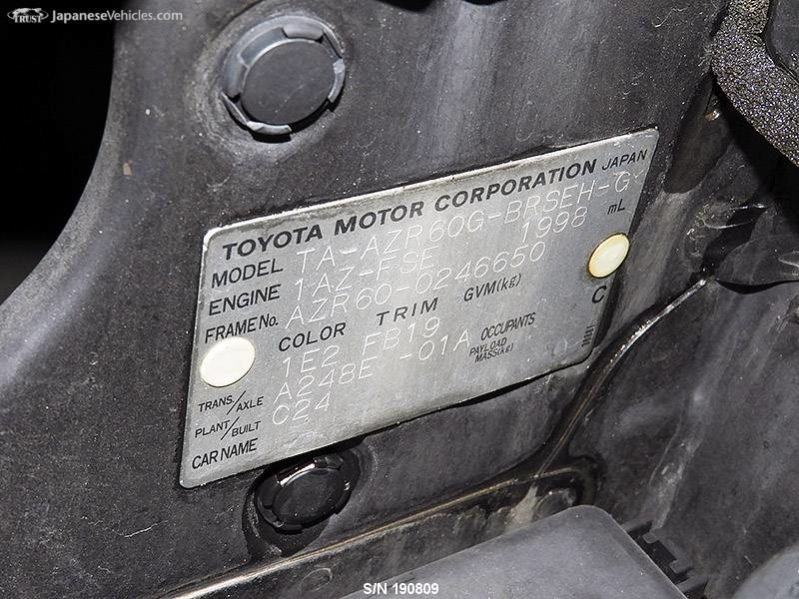 TRUST JapaneseVehicles.com
TOYOTA MOTOR CORPORATION JAPAN
MODEL TA-AZR60G-BRSEH-G
ENGINE 1AZ-FSE 1998 mL
FRAME No. AZR60-0246650
COLOR TRIM GVM(kg)
1E2 FB19 C
TRANS/AXLE A248E -01A OCCUPANTS
PLANT/BUILT C24 PAYLOAD MASS(kg)
CAR NAME
S/N 190809